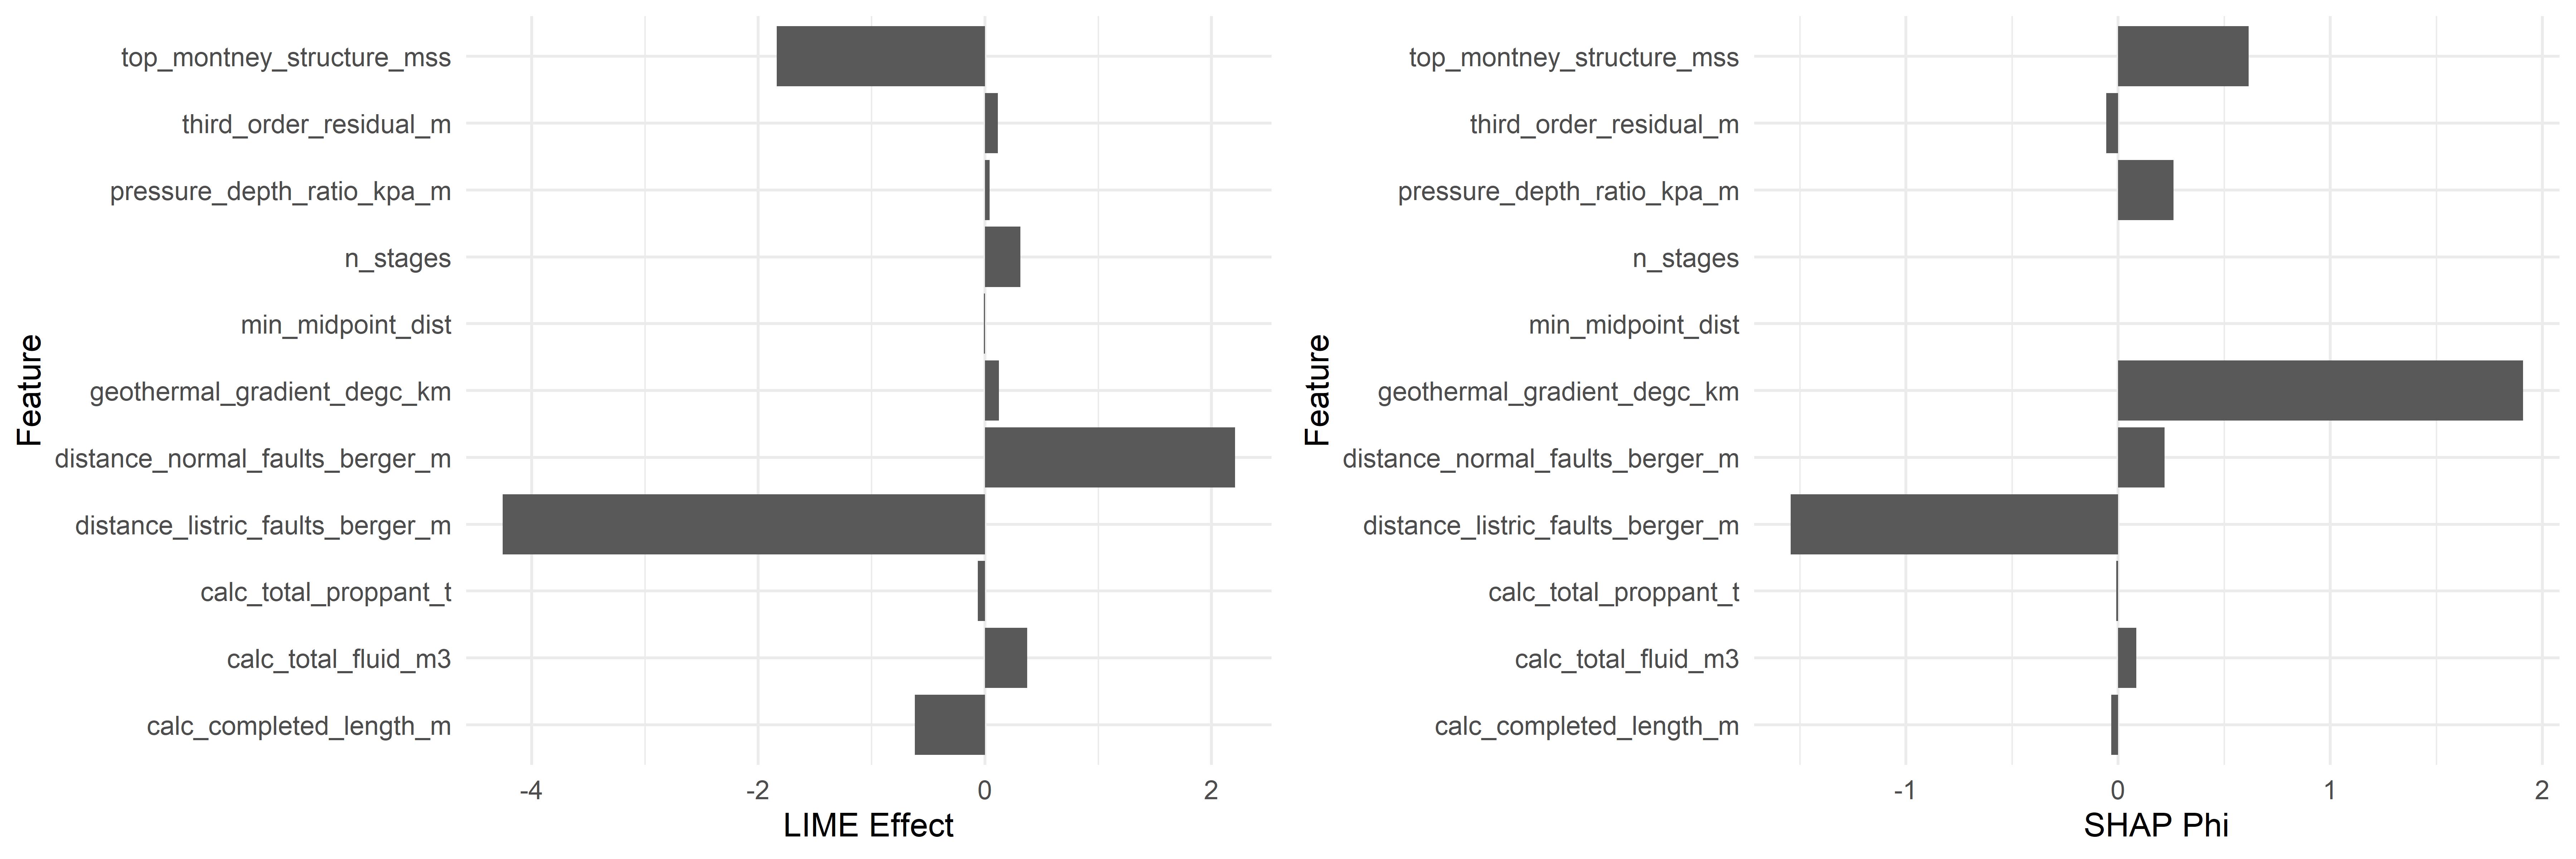 Feature
top_montney_structure_mss
third_order_residual_m
pressure_depth_ratio_kpa_m
n_stages
min_midpoint_dist
geothermal_gradient_degc_km
distance_normal_faults_berger_m
distance_listric_faults_berger_m
calc_total_proppant_t
calc_total_fluid_m3
calc_completed_length_m
-4 -2 0 2
LIME Effect
Feature
top_montney_structure_mss
third_order_residual_m
pressure_depth_ratio_kpa_m
n_stages
min_midpoint_dist
geothermal_gradient_degc_km
distance_normal_faults_berger_m
distance_listric_faults_berger_m
calc_total_proppant_t
calc_total_fluid_m3
calc_completed_length_m
-1 0 1 2
SHAP Phi